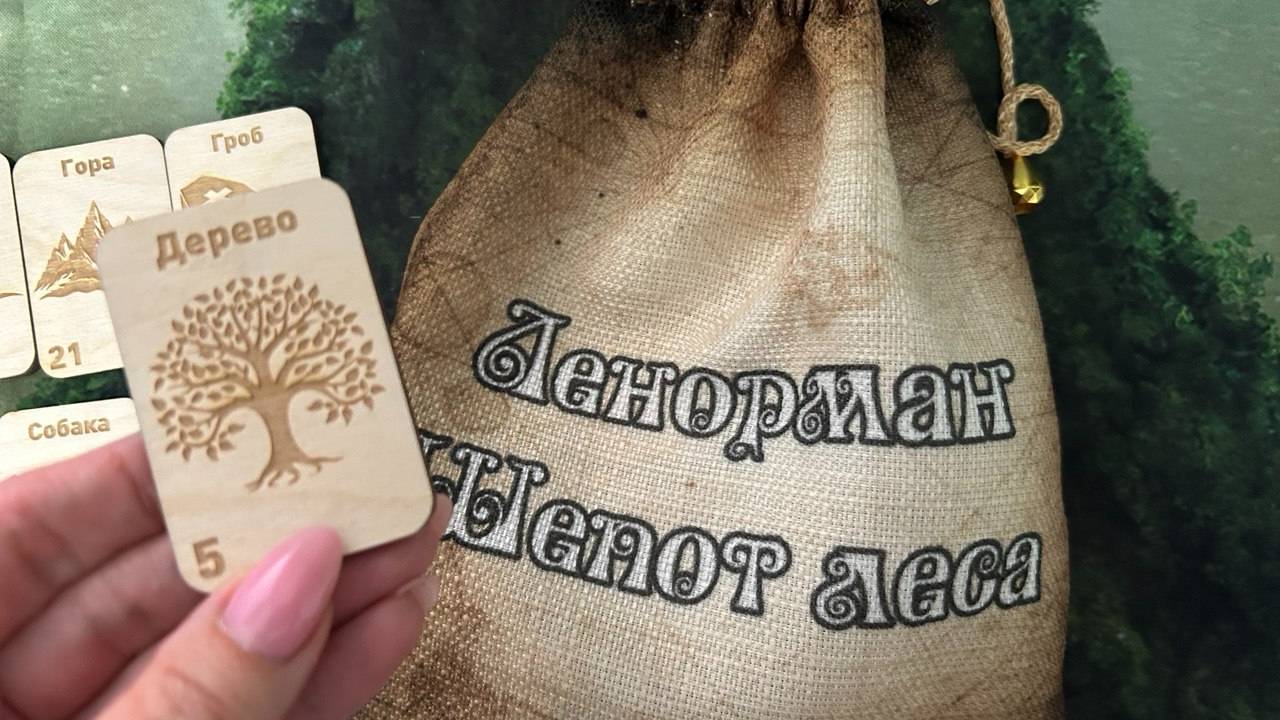 Гроб
Гора
21
Дерево
5
Собака
Ленорман
Шепот леса